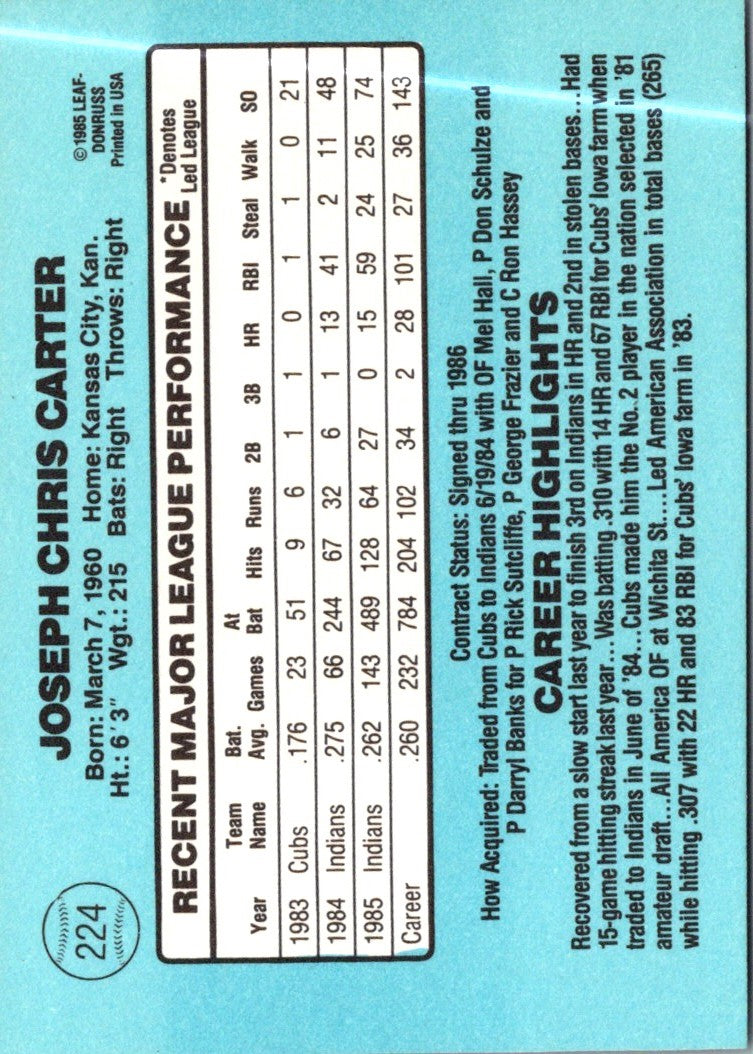 224
JOSEPH CHRIS CARTER
Born: March 7, 1960 Home: Kansas City, Kan.
Ht.: 6'3" Wgt.: 215 Bats: Right Throws: Right
©1985 LEAF-
DONRUSS
Printed in USA
RECENT MAJOR LEAGUE PERFORMANCE
*Denotes
Led League
Year Team Name Bat. Avg. Games At Bat Hits Runs 2B 3B HR RBI Steal Walk SO
1983 Cubs .176 23 51 9 6 1 1 0 1 1 0 21
1984 Indians .275 66 244 67 32 6 1 13 41 2 11 48
1985 Indians .262 143 489 128 64 27 0 15 59 24 25 74
Career .260 232 784 204 102 34 2 28 101 27 36 143
Contract Status: Signed thru 1986
How Acquired: Traded from Cubs to Indians 6/19/84 with OF Mel Hall, P Don Schulze and
P Darryl Banks for P Rick Sutcliffe, P George Frazier and C Ron Hassey
CAREER HIGHLIGHTS
Recovered from a slow start last year to finish 3rd on Indians in HR and 2nd in stolen bases....Had
15-game hitting streak last year...Was batting .310 with 14 HR and 67 RBI for Cubs' Iowa farm when
traded to Indians in June of '84...Cubs made him the No. 2 player in the nation selected in '81
amateur draft...All America OF at Wichita St....Led American Association in total bases (265)
while hitting .307 with 22 HR and 83 RBI for Cubs' Iowa farm in '83.